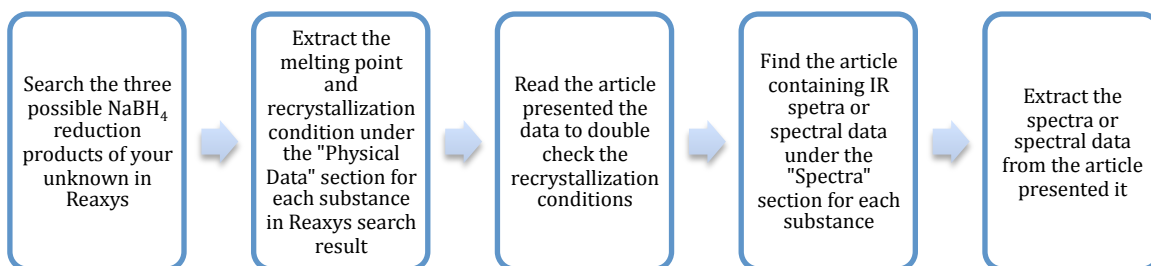 Search the three
possible NaBH₄
reduction
products of your
unknown in
Reaxys
Extract the
melting point
and
recrystallization
condition under
the "Physical
Data" section for
each substance
in Reaxys search
result
Read the article
presented the
data to double
check the
recrystallization
conditions
Find the article
containing IR
spetra or
spectral data
under the
"Spectra"
section for each
substance
Extract the
spectra or
spectral data
from the article
presented it